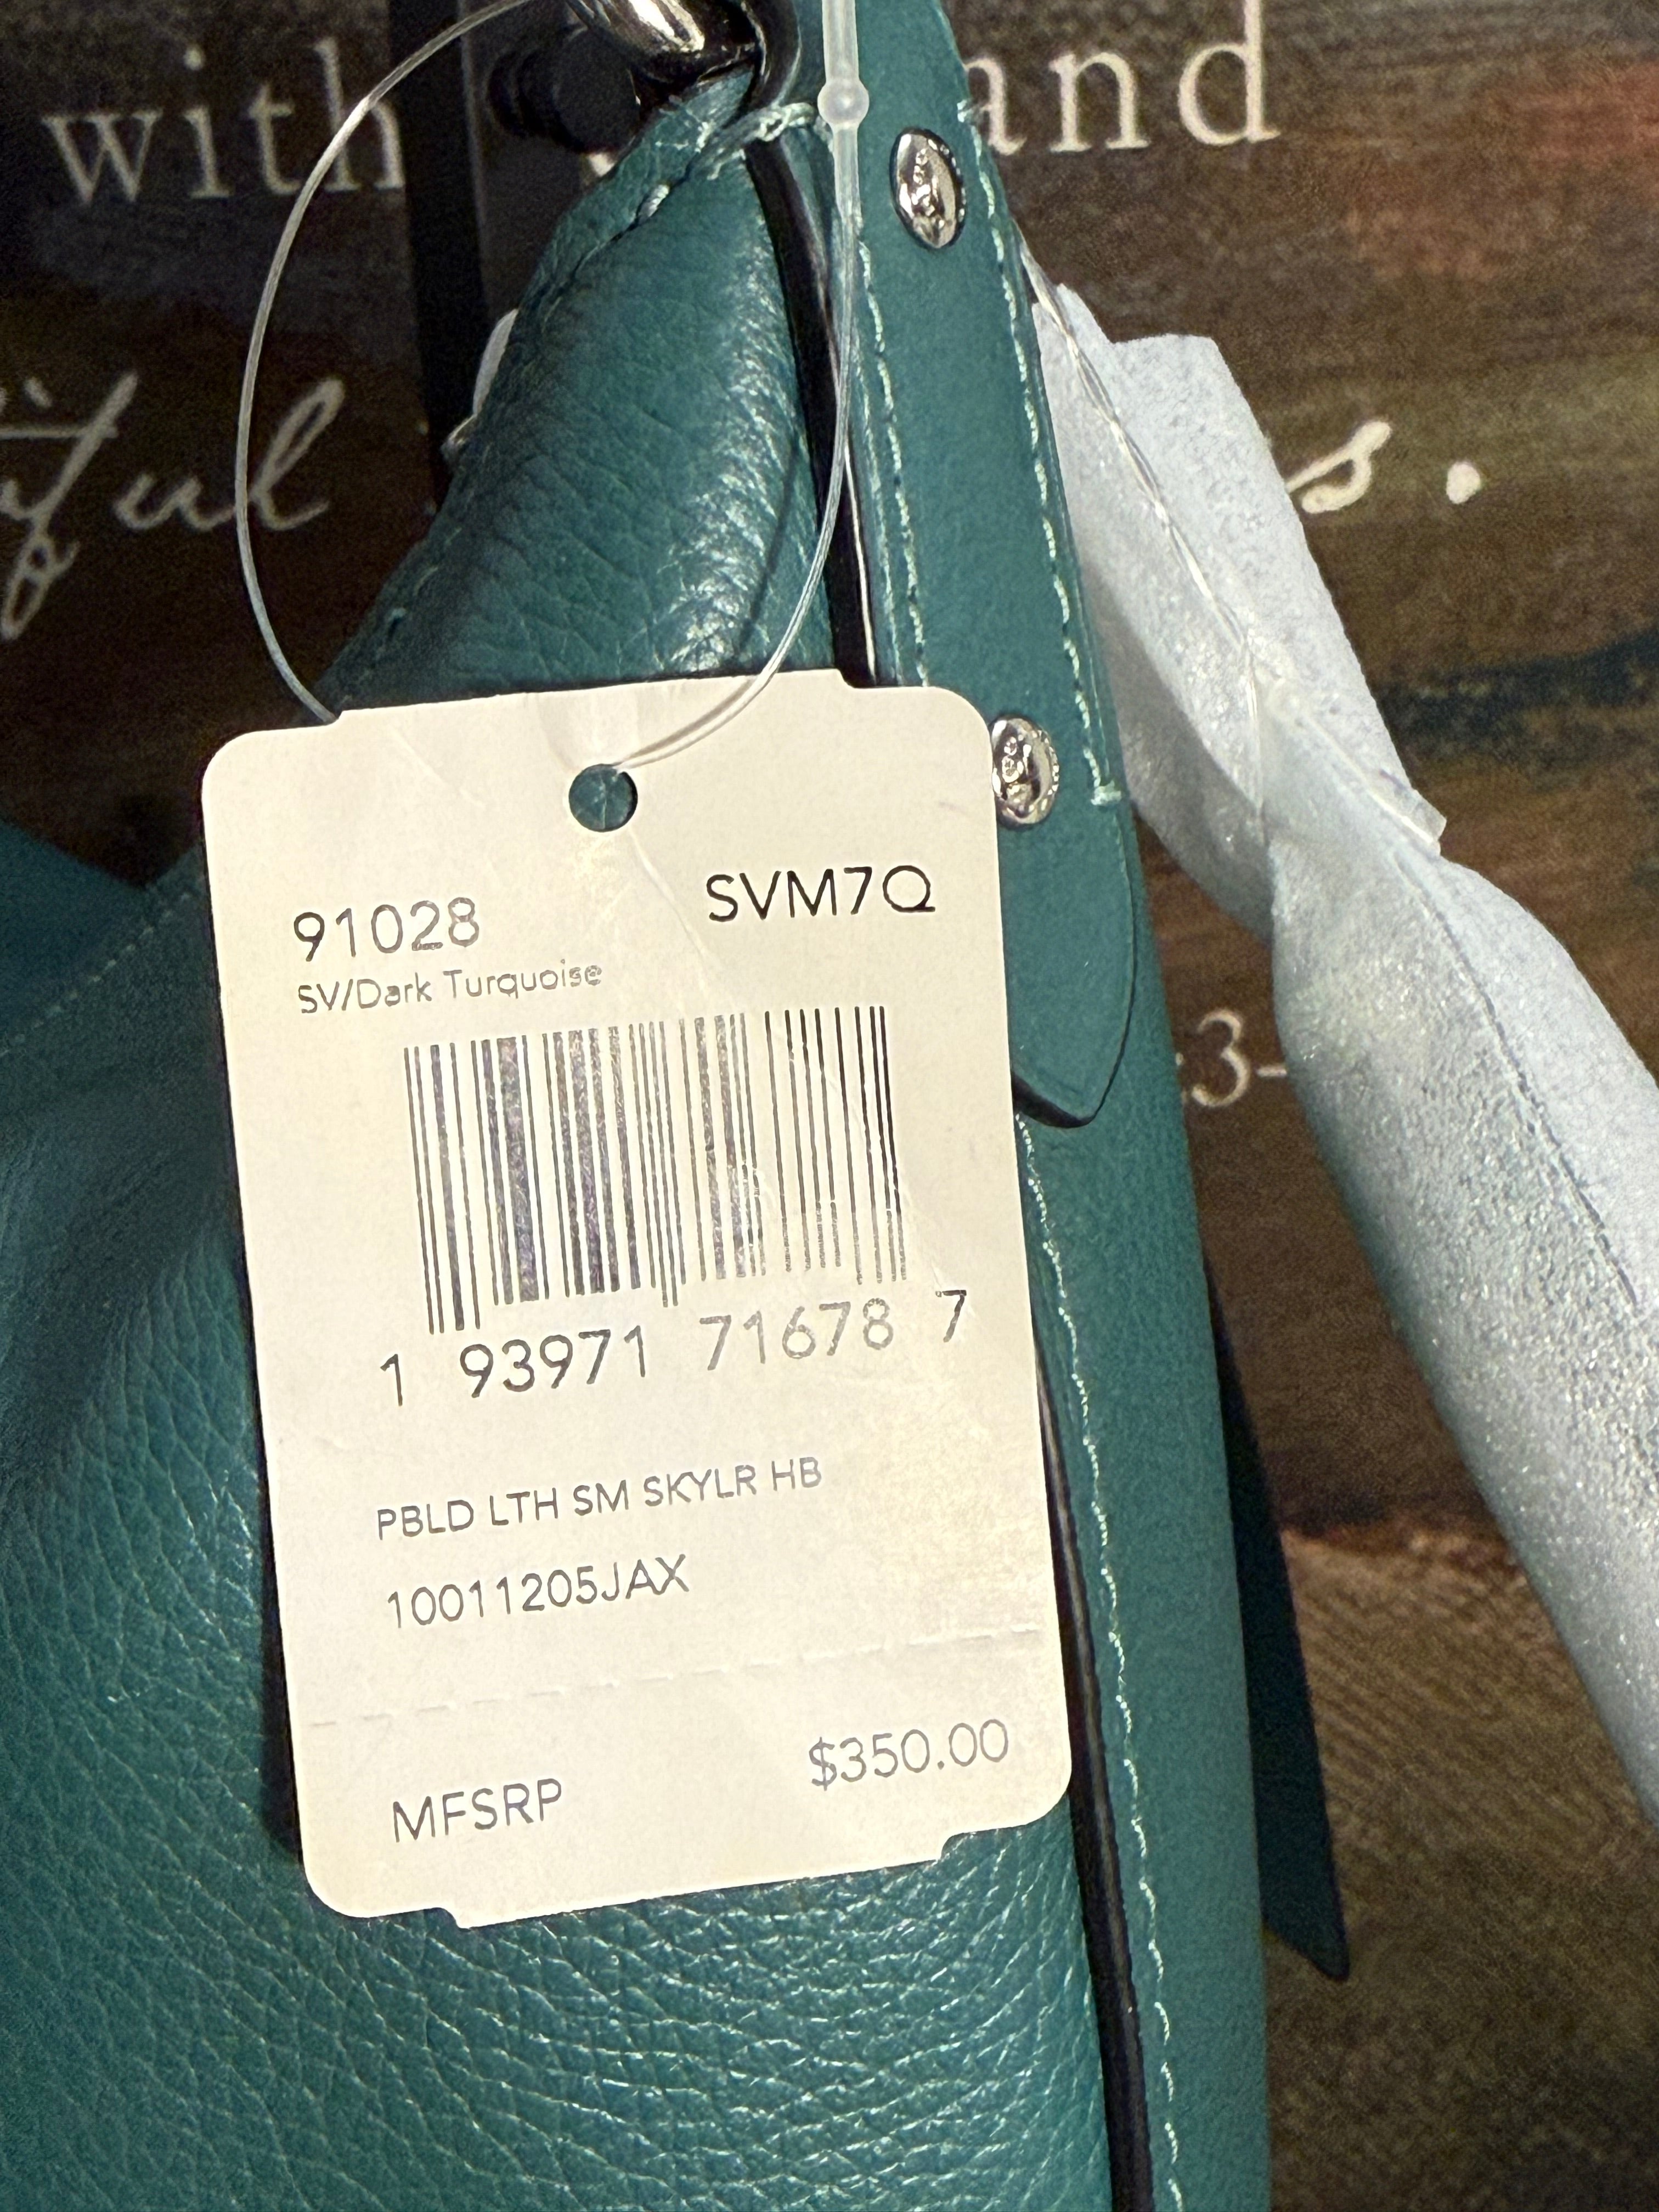 with
and
iful
s.
3-
91028
SVM7Q
SV/Dark Turquoise
1 93971 71678 7
PBLD LTH SM SKYLR HB
10011205JAX
MFSRP
$350.00